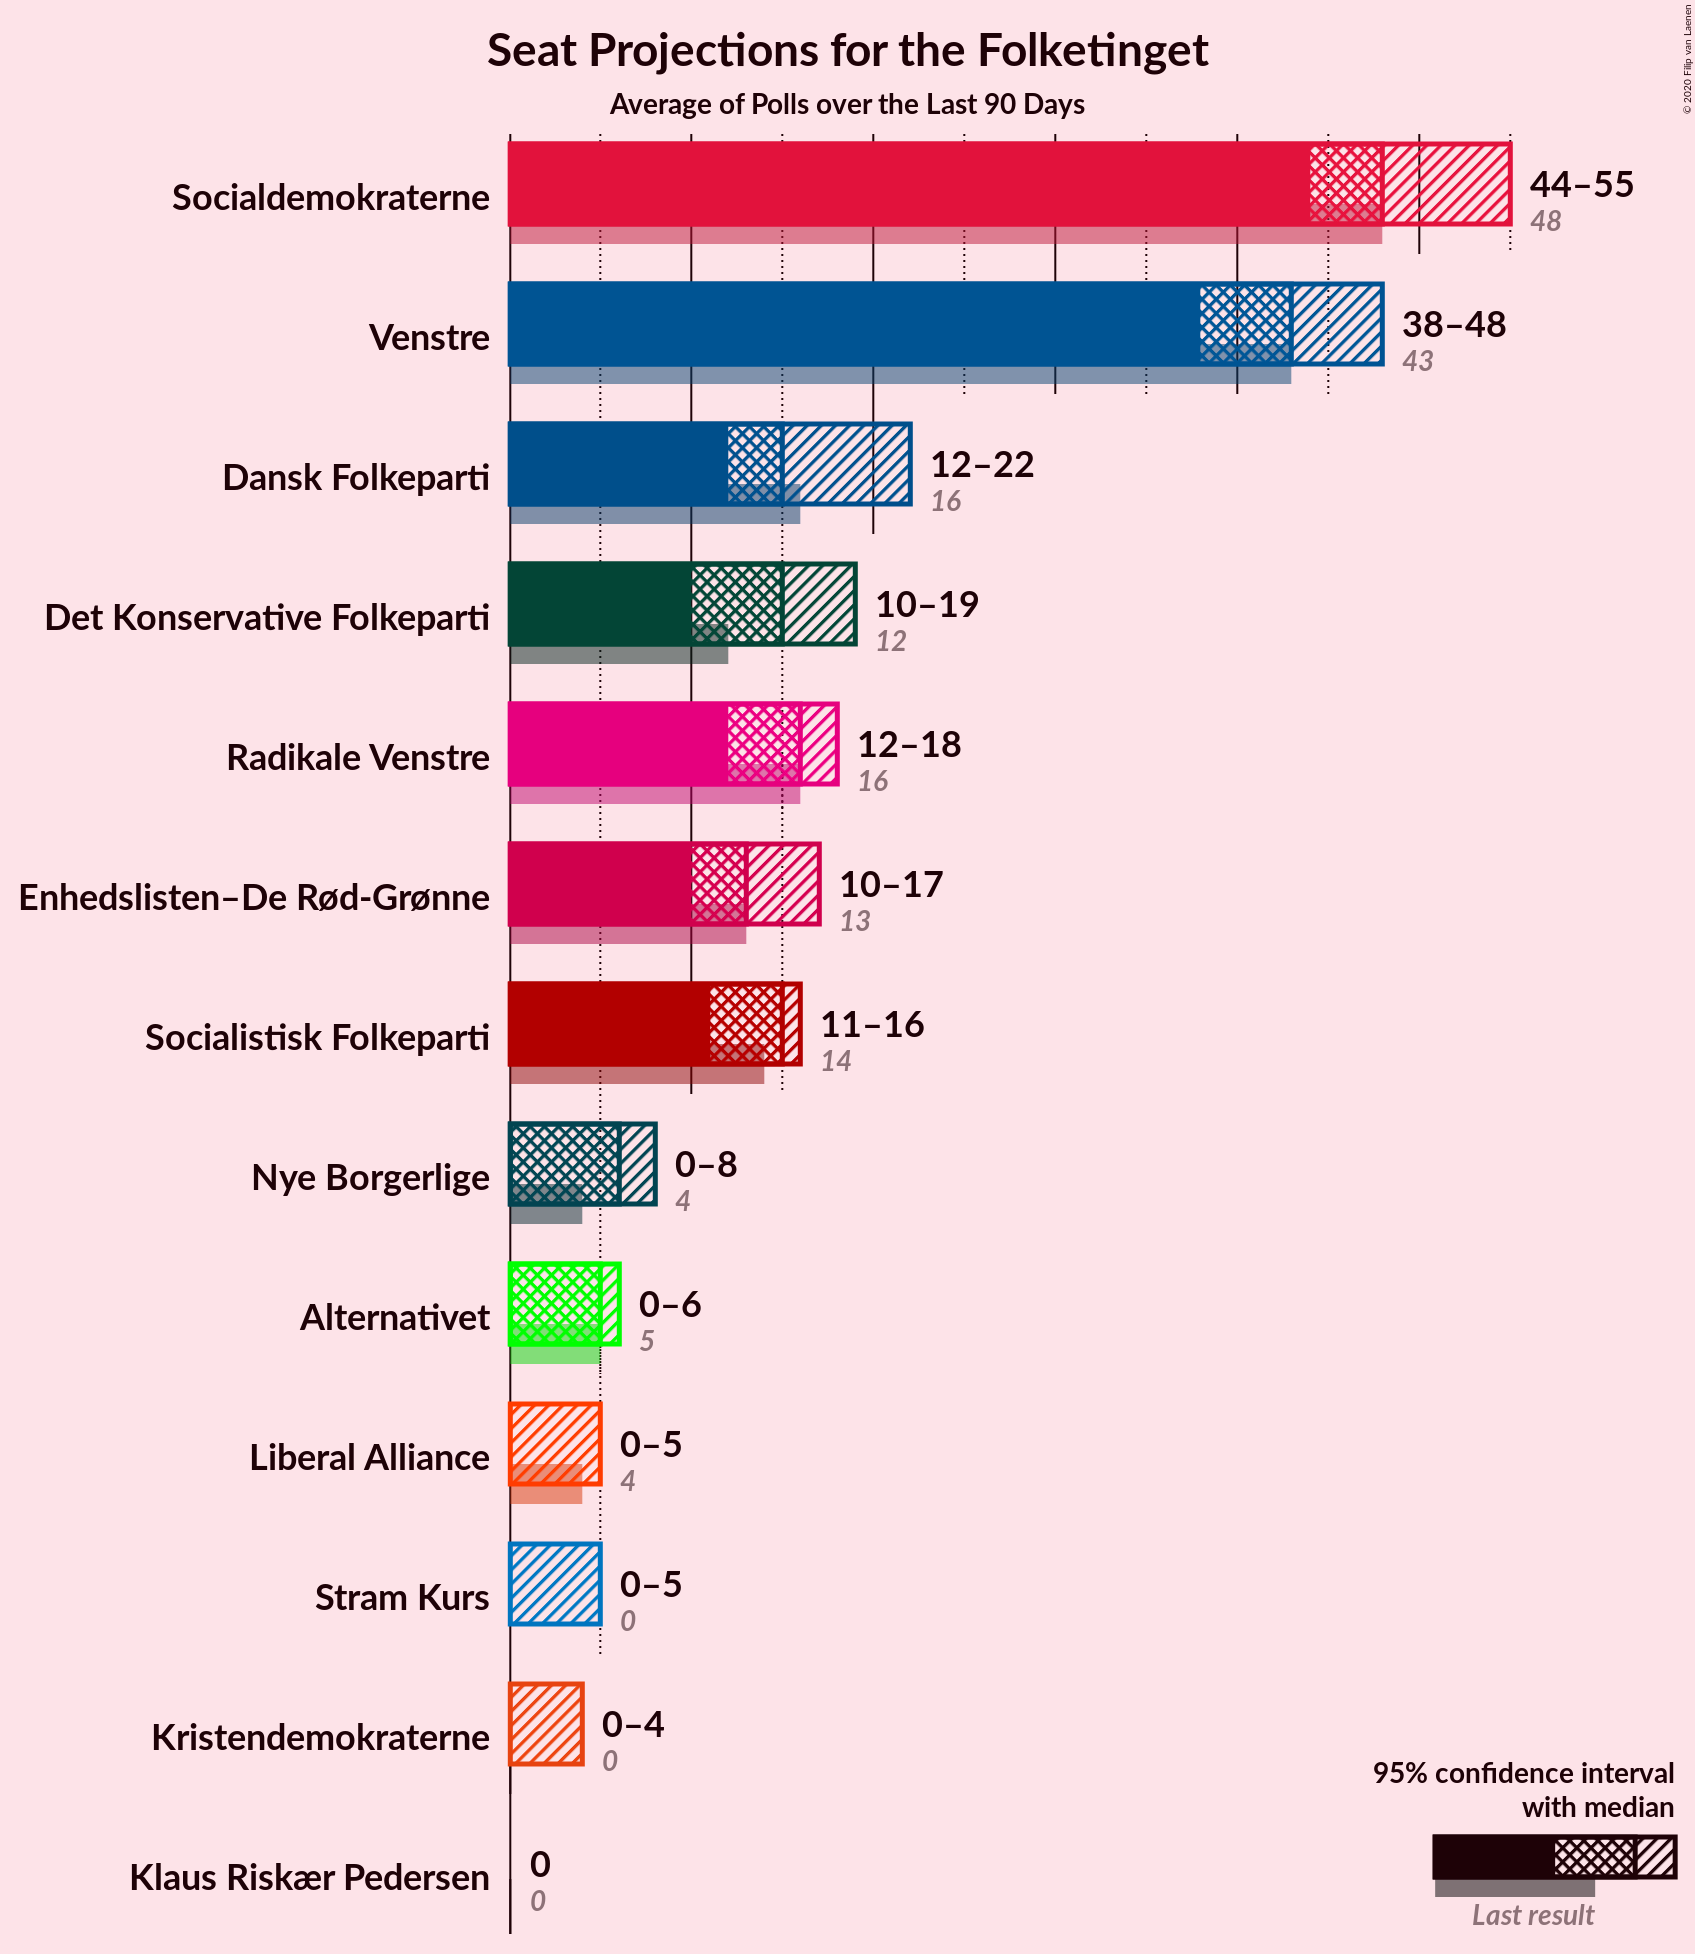 Seat Projections for the Folketinget
Average of Polls over the Last 90 Days
© 2020 Filip van Laenen
Socialdemokraterne
44–55
48
Venstre
38–48
43
Dansk Folkeparti
12–22
16
Det Konservative Folkeparti
10–19
12
Radikale Venstre
12–18
16
Enhedslisten–De Rød-Grønne
10–17
13
Socialistisk Folkeparti
11–16
14
Nye Borgerlige
0–8
4
Alternativet
0–6
5
Liberal Alliance
0–5
4
Stram Kurs
0–5
0
Kristendemokraterne
0–4
0
Klaus Riskær Pedersen
0
0
95% confidence interval
with median
Last result